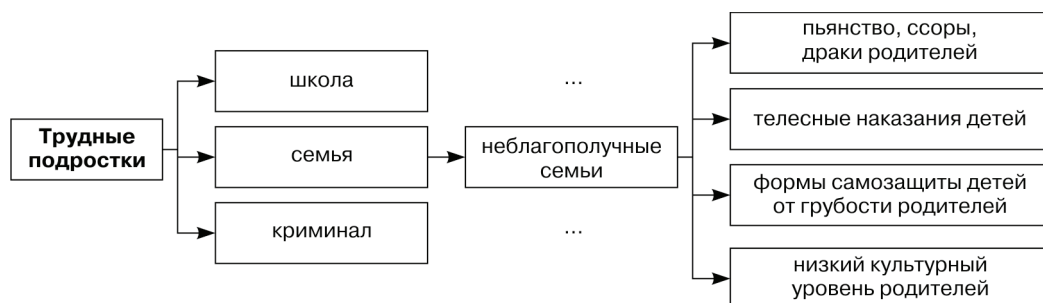 Трудные
подростки
школа
семья
криминал
...
неблагополучные
семьи
...
пьянство, ссоры,
драки родителей
телесные наказания детей
формы самозащиты детей
от грубости родителей
низкий культурный
уровень родителей